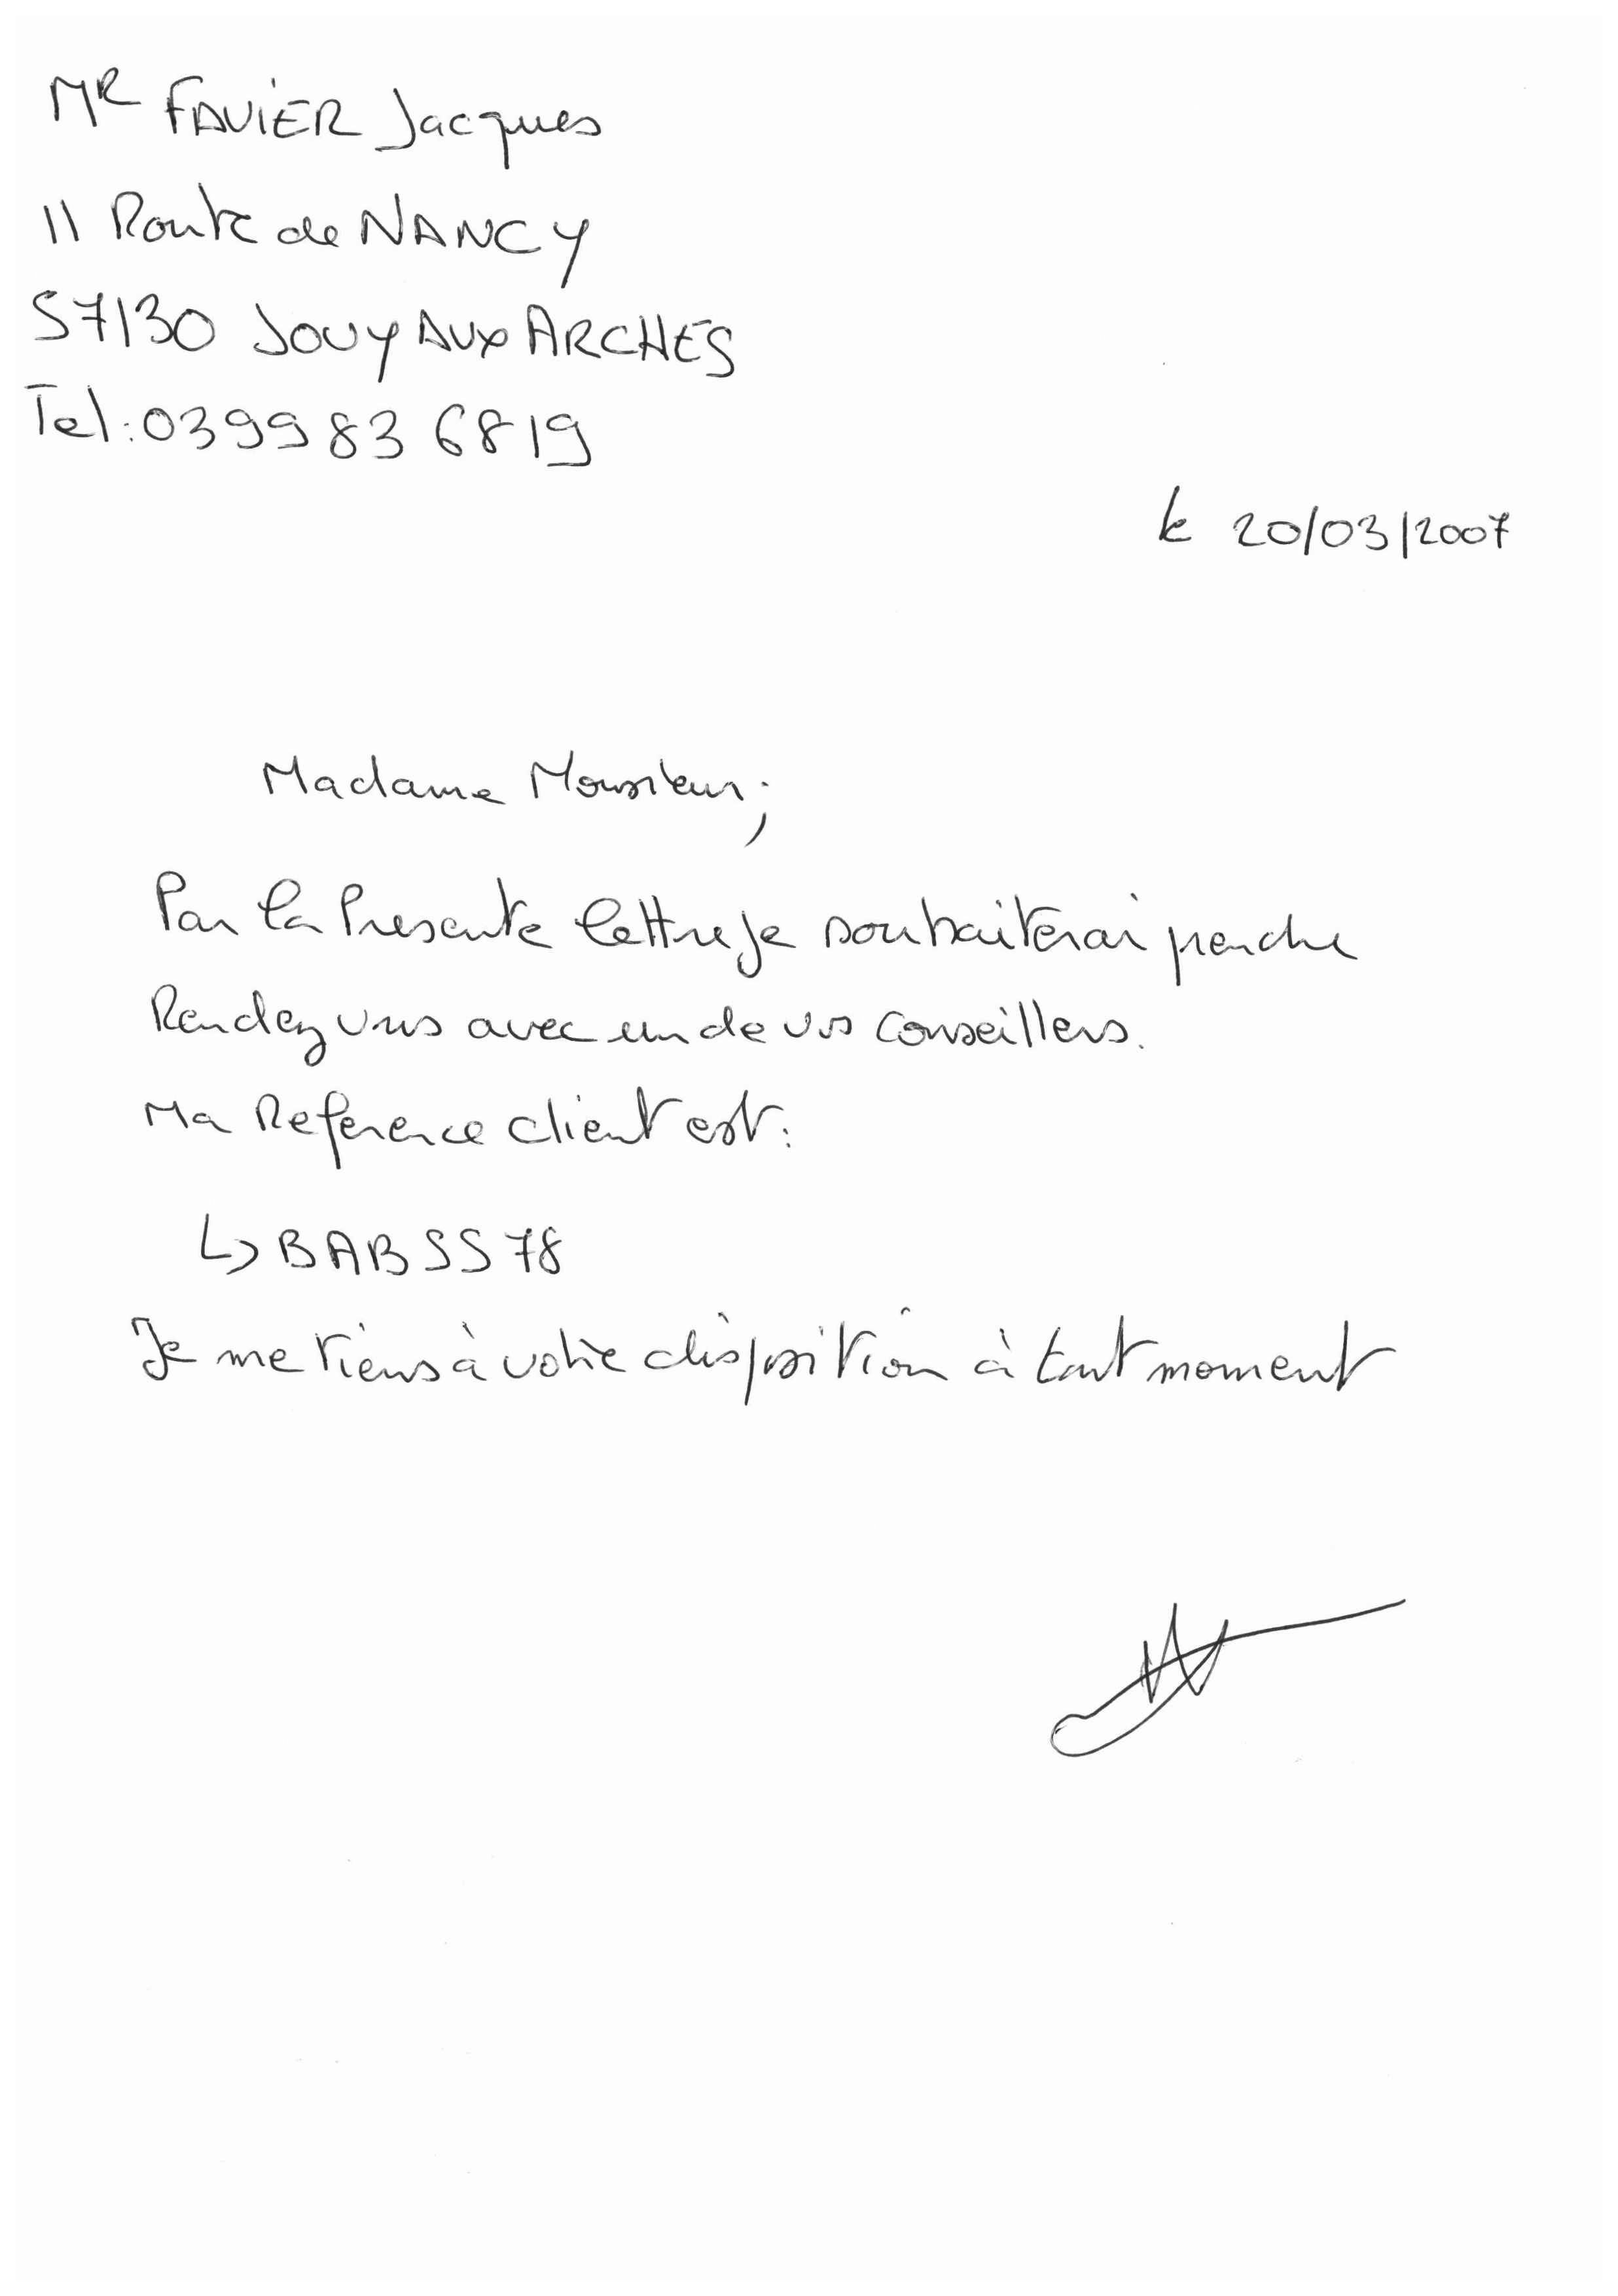 Mr FAVIER Jacques
11 Route de NANCY
57130 JOUY AUX ARCHES
Tel: 03 99 83 68 19
le 20/03/2007
Madame Monsieur;
Par la Presente lettre je souhaiterai prendre
Rendez vous avec un de vos conseillers.
Ma Reference client est:
↳ BABSS78
Je me tiens à votre disposition à tout moment